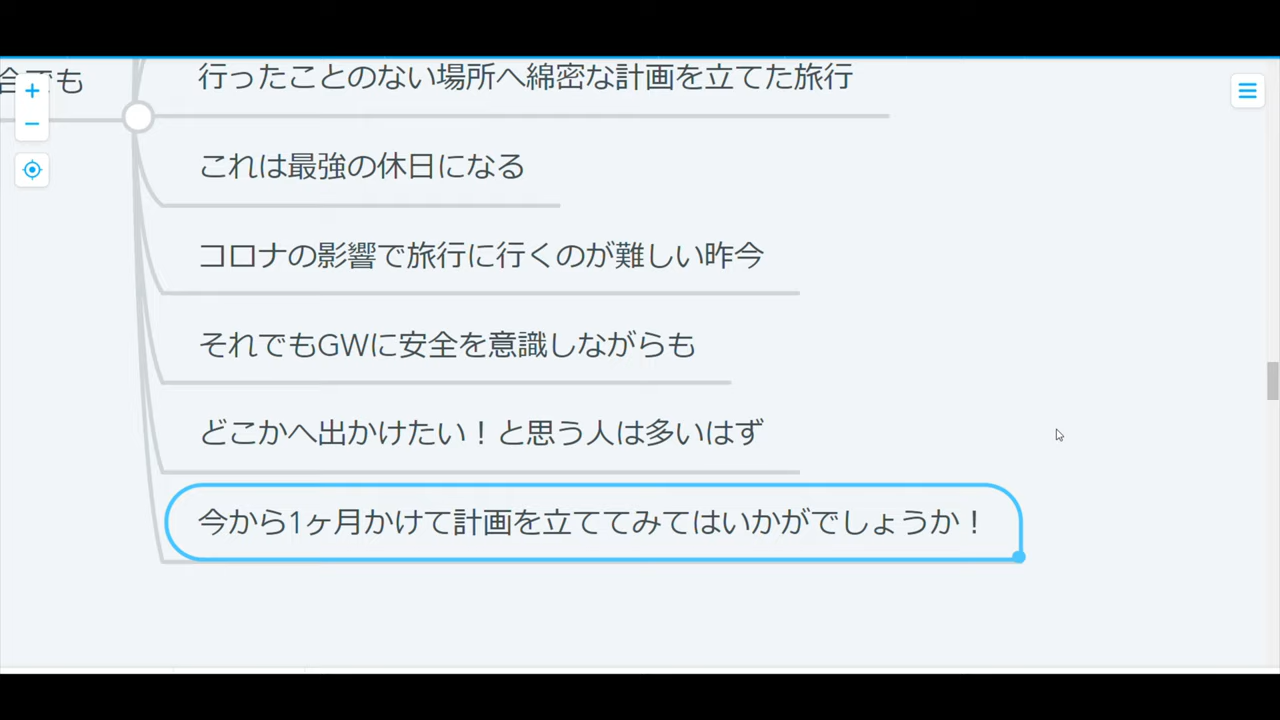 合でも
行ったことのない場所へ綿密な計画を立てた旅行
これは最強の休日になる
コロナの影響で旅行に行くのが難しい昨今
それでもGWに安全を意識しながらも
どこかへ出かけたい！と思う人は多いはず
今から1ヶ月かけて計画を立ててみてはいかがでしょうか！